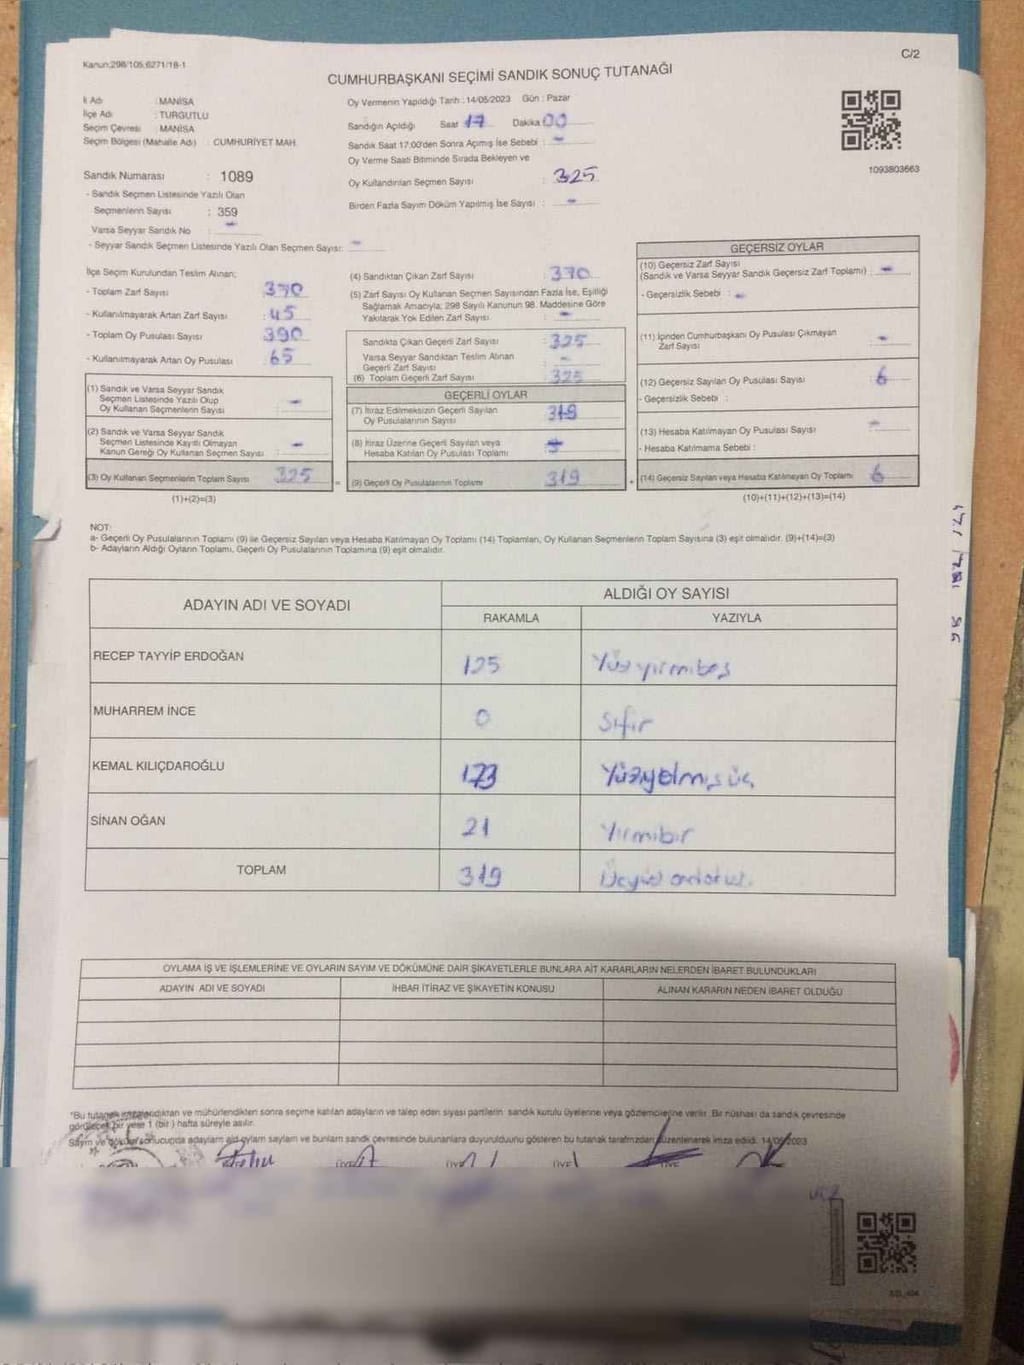 Kanun:298/105,6271/18-1
C/2
CUMHURBAŞKANI SEÇİMİ SANDIK SONUÇ TUTANAĞI
İl Adı : MANİSA
İlçe Adı : TURGUTLU
Seçim Çevresi : MANİSA
Seçim Bölgesi (Mahalle Adı) : CUMHURİYET MAH.
Sandık Numarası : 1089
- Sandık Seçmen Listesinde Yazılı Olan
Seçmenlerin Sayısı : 359
Varsa Seyyar Sandık No : -
- Seyyar Sandık Seçmen Listesinde Yazılı Olan Seçmen Sayısı: -
Oy Vermenin Yapıldığı Tarih : 14/05/2023 Gün : Pazar
Sandığın Açıldığı Saat 17 Dakika 00
Sandık Saat 17.00'den Sonra Açılmış İse Sebebi : -
Oy Verme Saati Bitiminde Sırada Bekleyen ve
Oy Kullandırılan Seçmen Sayısı : 325
Birden Fazla Sayım Döküm Yapılmış İse Sayısı : -
1093803663
İlçe Seçim Kurulundan Teslim Alınan;
- Toplam Zarf Sayısı : 370
- Kullanılmayarak Artan Zarf Sayısı : 45
- Toplam Oy Pusulası Sayısı : 390
- Kullanılmayarak Artan Oy Pusulası : 65
(1) Sandık ve Varsa Seyyar Sandık
Seçmen Listesinde Yazılı Olup
Oy Kullanan Seçmenlerin Sayısı : -
(2) Sandık ve Varsa Seyyar Sandık
Seçmen Listesinde Kayıtlı Olmayan
Kanun Gereği Oy Kullanan Seçmen Sayısı : -
(3) Oy Kullanan Seçmenlerin Toplam Sayısı : 325
(1)+(2)=(3)
(4) Sandıktan Çıkan Zarf Sayısı : 370
(5) Zarf Sayısı Oy Kullanan Seçmen Sayısından Fazla İse, Eşitliği
Sağlamak Amacıyla, 298 Sayılı Kanunun 98. Maddesine Göre
Yakılarak Yok Edilen Zarf Sayısı : -
Sandıkta Çıkan Geçerli Zarf Sayısı : 325
Varsa Seyyar Sandıktan Teslim Alınan
Geçerli Zarf Sayısı : -
(6) Toplam Geçerli Zarf Sayısı : 325
GEÇERLİ OYLAR
(7) İtiraz Edilmeksizin Geçerli Sayılan
Oy Pusulalarının Sayısı : 319
(8) İtiraz Üzerine Geçerli Sayılan veya
Hesaba Katılan Oy Pusulası Toplamı :
(9) Geçerli Oy Pusulalarının Toplamı : 319
GEÇERSİZ OYLAR
(10) Geçersiz Zarf Sayısı
(Sandık ve Varsa Seyyar Sandık Geçersiz Zarf Toplamı) : -
- Geçersizlik Sebebi : -
(11) İçinden Cumhurbaşkanı Oy Pusulası Çıkmayan
Zarf Sayısı : -
(12) Geçersiz Sayılan Oy Pusulası Sayısı : 6
- Geçersizlik Sebebi :
(13) Hesaba Katılmayan Oy Pusulası Sayısı : -
- Hesaba Katılmama Sebebi :
(14) Geçersiz Sayılan veya Hesaba Katılmayan Oy Toplamı : 6
(10)+(11)+(12)+(13)=(14)
NOT:
a- Geçerli Oy Pusulalarının Toplamı (9) ile Geçersiz Sayılan veya Hesaba Katılmayan Oy Toplamı (14) Toplamları, Oy Kullanan Seçmenlerin Toplam Sayısına (3) eşit olmalıdır. (9)+(14)=(3)
b- Adayların Aldığı Oyların Toplamı, Geçerli Oy Pusulalarının Toplamına (9) eşit olmalıdır.
ADAYIN ADI VE SOYADI
ALDIĞI OY SAYISI
RAKAMLA YAZIYLA
RECEP TAYYİP ERDOĞAN 125 Yüzyirmibeş
MUHARREM İNCE 0 Sıfır
KEMAL KILIÇDAROĞLU 173 Yüzyetmişüç
SİNAN OĞAN 21 Yirmibir
TOPLAM 319 Üçyüz ondokuz.
OYLAMA İŞ VE İŞLEMLERİNE VE OYLARIN SAYIM VE DÖKÜMÜNE DAİR ŞİKAYETLERLE BUNLARA AİT KARARLARIN NELERDEN İBARET BULUNDUKLARI
ADAYIN ADI VE SOYADI İHBAR İTİRAZ VE ŞİKAYETİN KONUSU ALINAN KARARIN NEDEN İBARET OLDUĞU
*Bu tutanak imzalandıktan ve mühürlendikten sonra seçime katılan adayların ve talep eden siyasi partilerin sandık kurulu üyelerine veya gözlemcilerine verilir. Bir nüshası da sandık çevresinde
görülecek bir yere 1 (bir) hafta süreyle asılır.
Sayım ve döküm sonucunda adayların ad, oyların sayıları ve bunların sandık çevresinde bulunanlara duyurulduğunu gösteren bu tutanak tarafımızdan düzenlenerek imza edildi. 14/05/2023